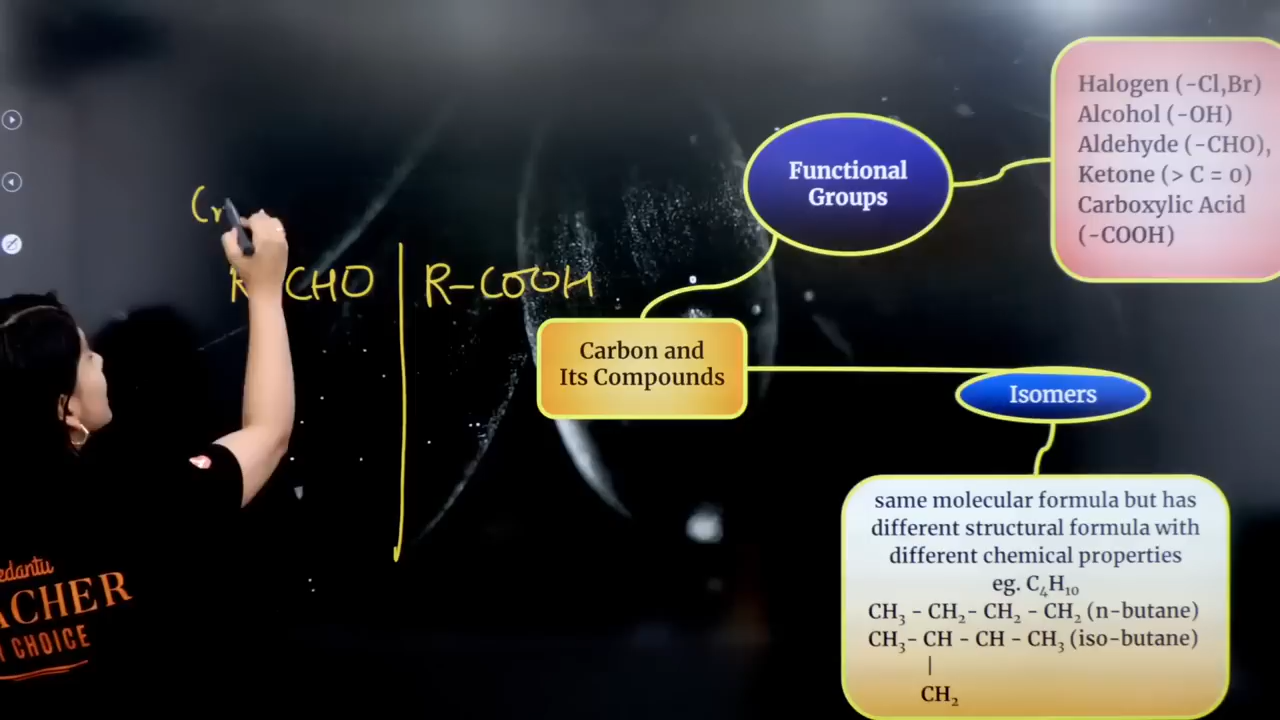 R-CHO
R-COOH
Functional
Groups
Halogen (-Cl,Br)
Alcohol (-OH)
Aldehyde (-CHO),
Ketone (> C = 0)
Carboxylic Acid
(-COOH)
Carbon and
Its Compounds
Isomers
same molecular formula but has
different structural formula with
different chemical properties
eg. C₄H₁₀
CH₃ - CH₂- CH₂ - CH₂ (n-butane)
CH₃- CH - CH - CH₃ (iso-butane)
|
CH₂
edantu
ACHER
CHOICE